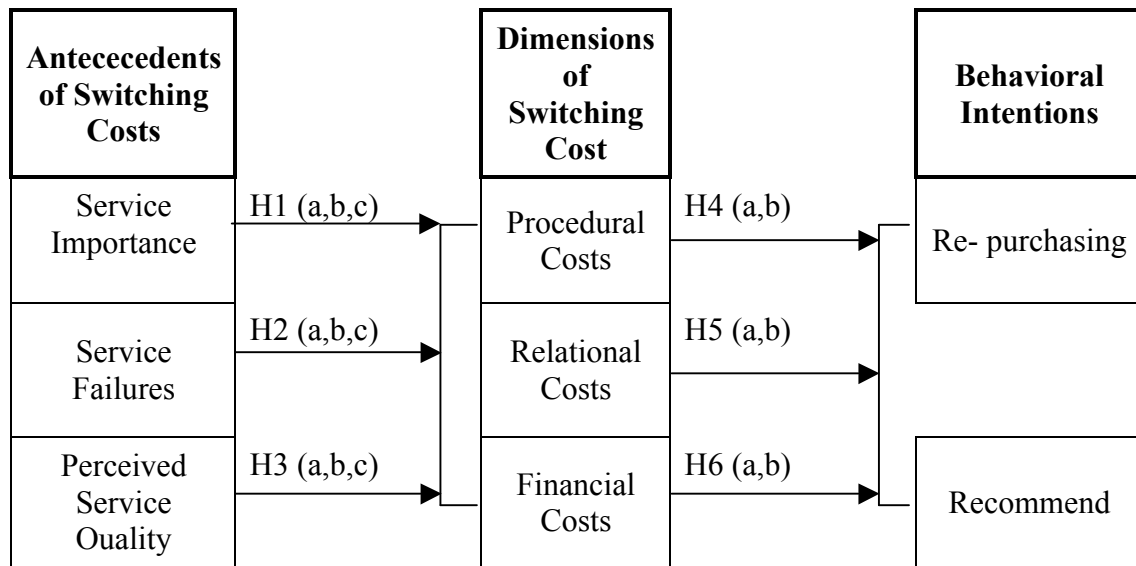 Antececedents
of Switching
Costs
Dimensions
of
Switching
Cost
Behavioral
Intentions
Service
Importance
H1 (a,b,c)
Procedural
Costs
H4 (a,b)
Re- purchasing
Service
Failures
H2 (a,b,c)
Relational
Costs
H5 (a,b)
Perceived
Service
Ouality
H3 (a,b,c)
Financial
Costs
H6 (a,b)
Recommend